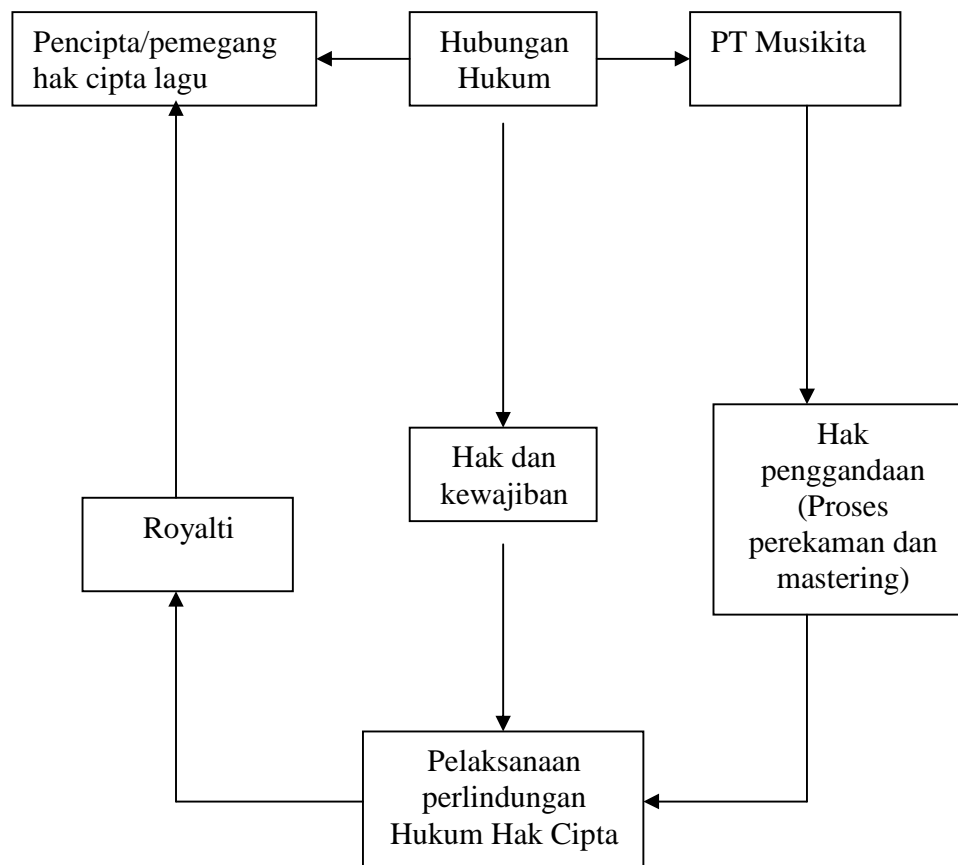 Pencipta/pemegang
hak cipta lagu
Hubungan
Hukum
PT Musikita
Hak dan
kewajiban
Hak
penggandaan
(Proses
perekaman dan
mastering)
Royalti
Pelaksanaan
perlindungan
Hukum Hak Cipta